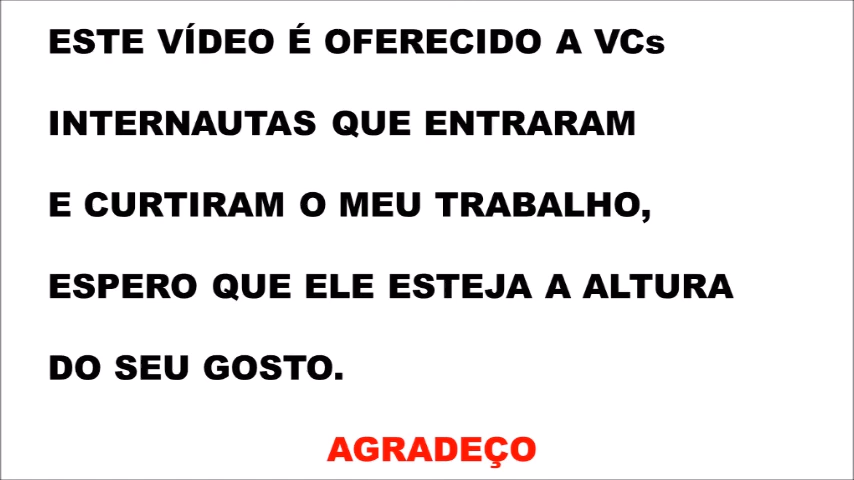 ESTE VÍDEO É OFERECIDO A VCs
INTERNAUTAS QUE ENTRARAM
E CURTIRAM O MEU TRABALHO,
ESPERO QUE ELE ESTEJA A ALTURA
DO SEU GOSTO.
AGRADEÇO